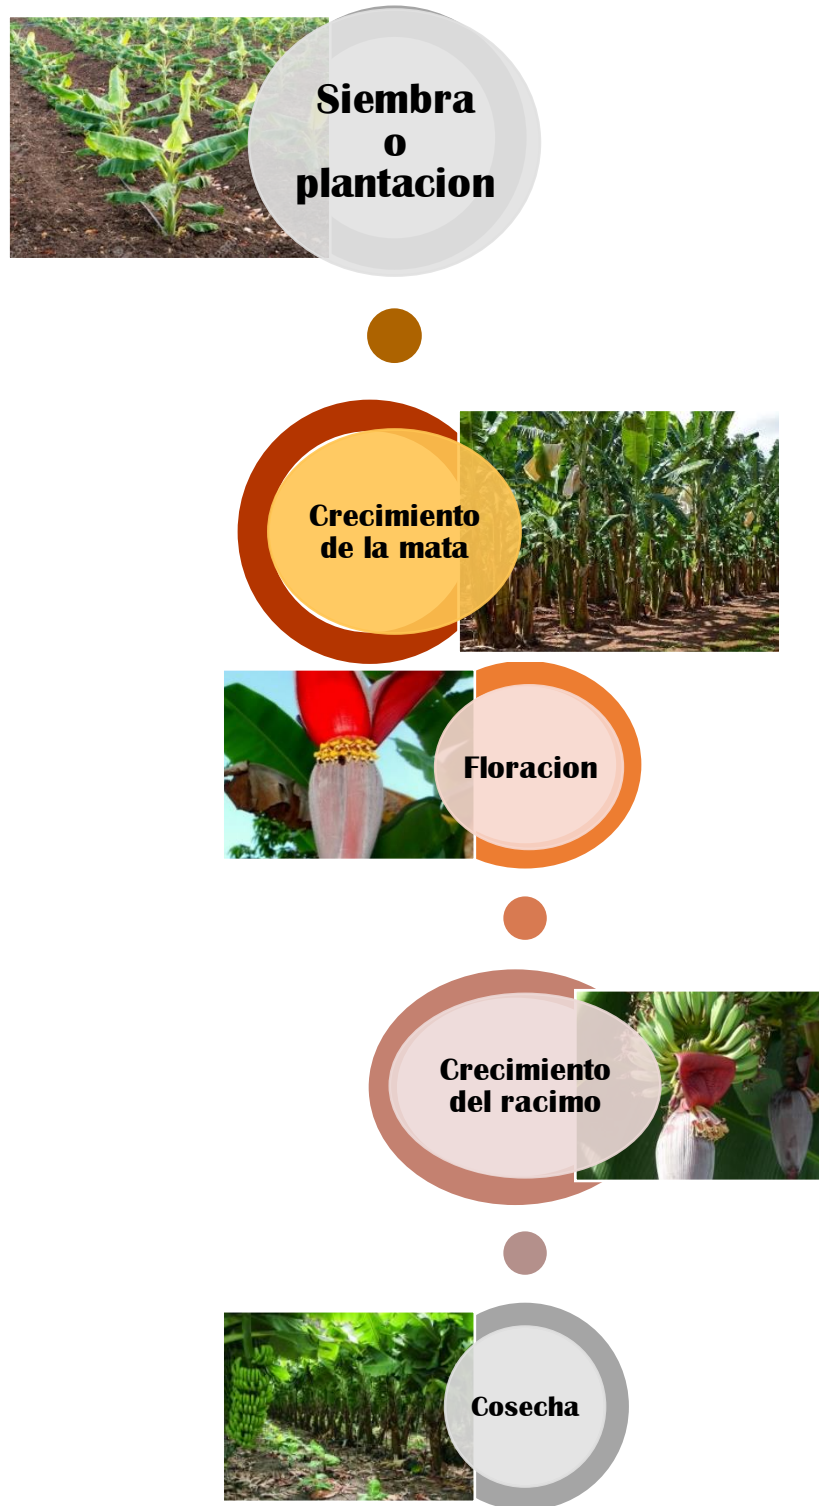 Siembra
o
plantacion
Crecimiento
de la mata
Floracion
Crecimiento
del racimo
Cosecha